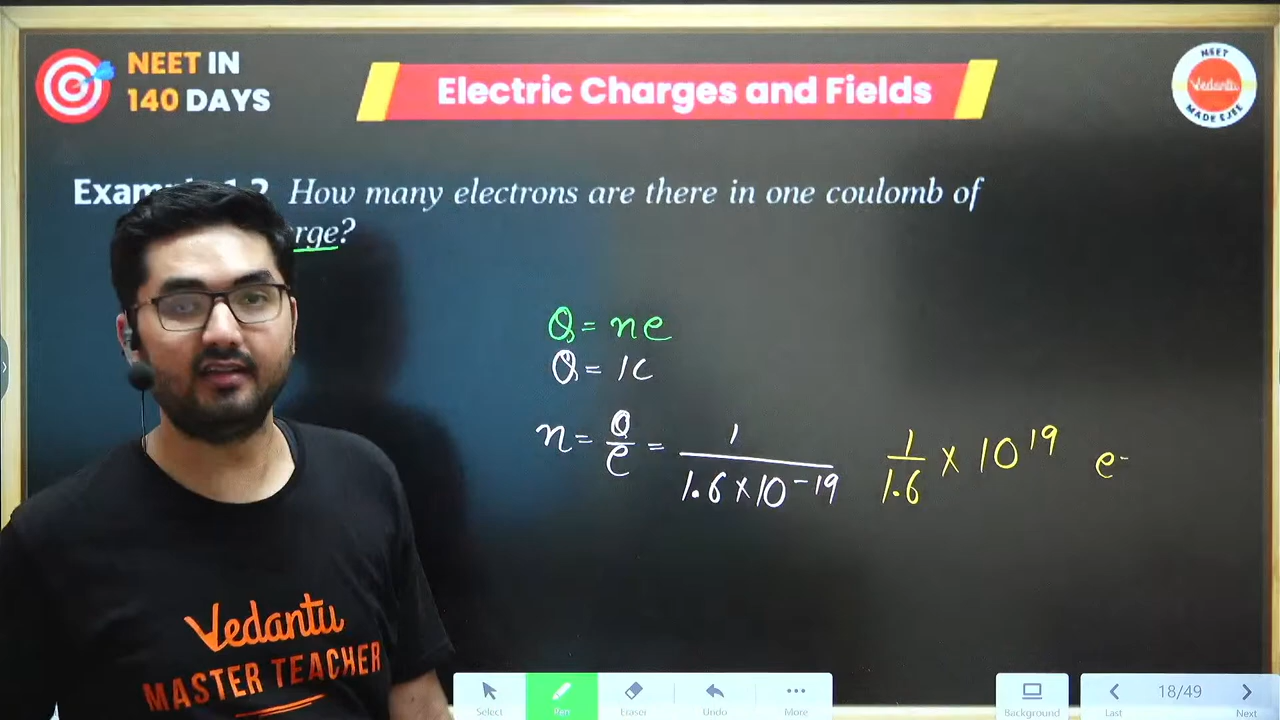 NEET IN
140 DAYS
Electric Charges and Fields
NEET
Vedantu
MADE EJEE
How many electrons are there in one coulomb of
rge?
Q = ne
Q = 1C
n = Q/e = 1/1.6×10⁻¹⁹ 1/1.6 × 10¹⁹ e⁻
Vedantu
MASTER TEACHER
Select
Pen
Eraser
Undo
More
Background
Last
18/49
Next